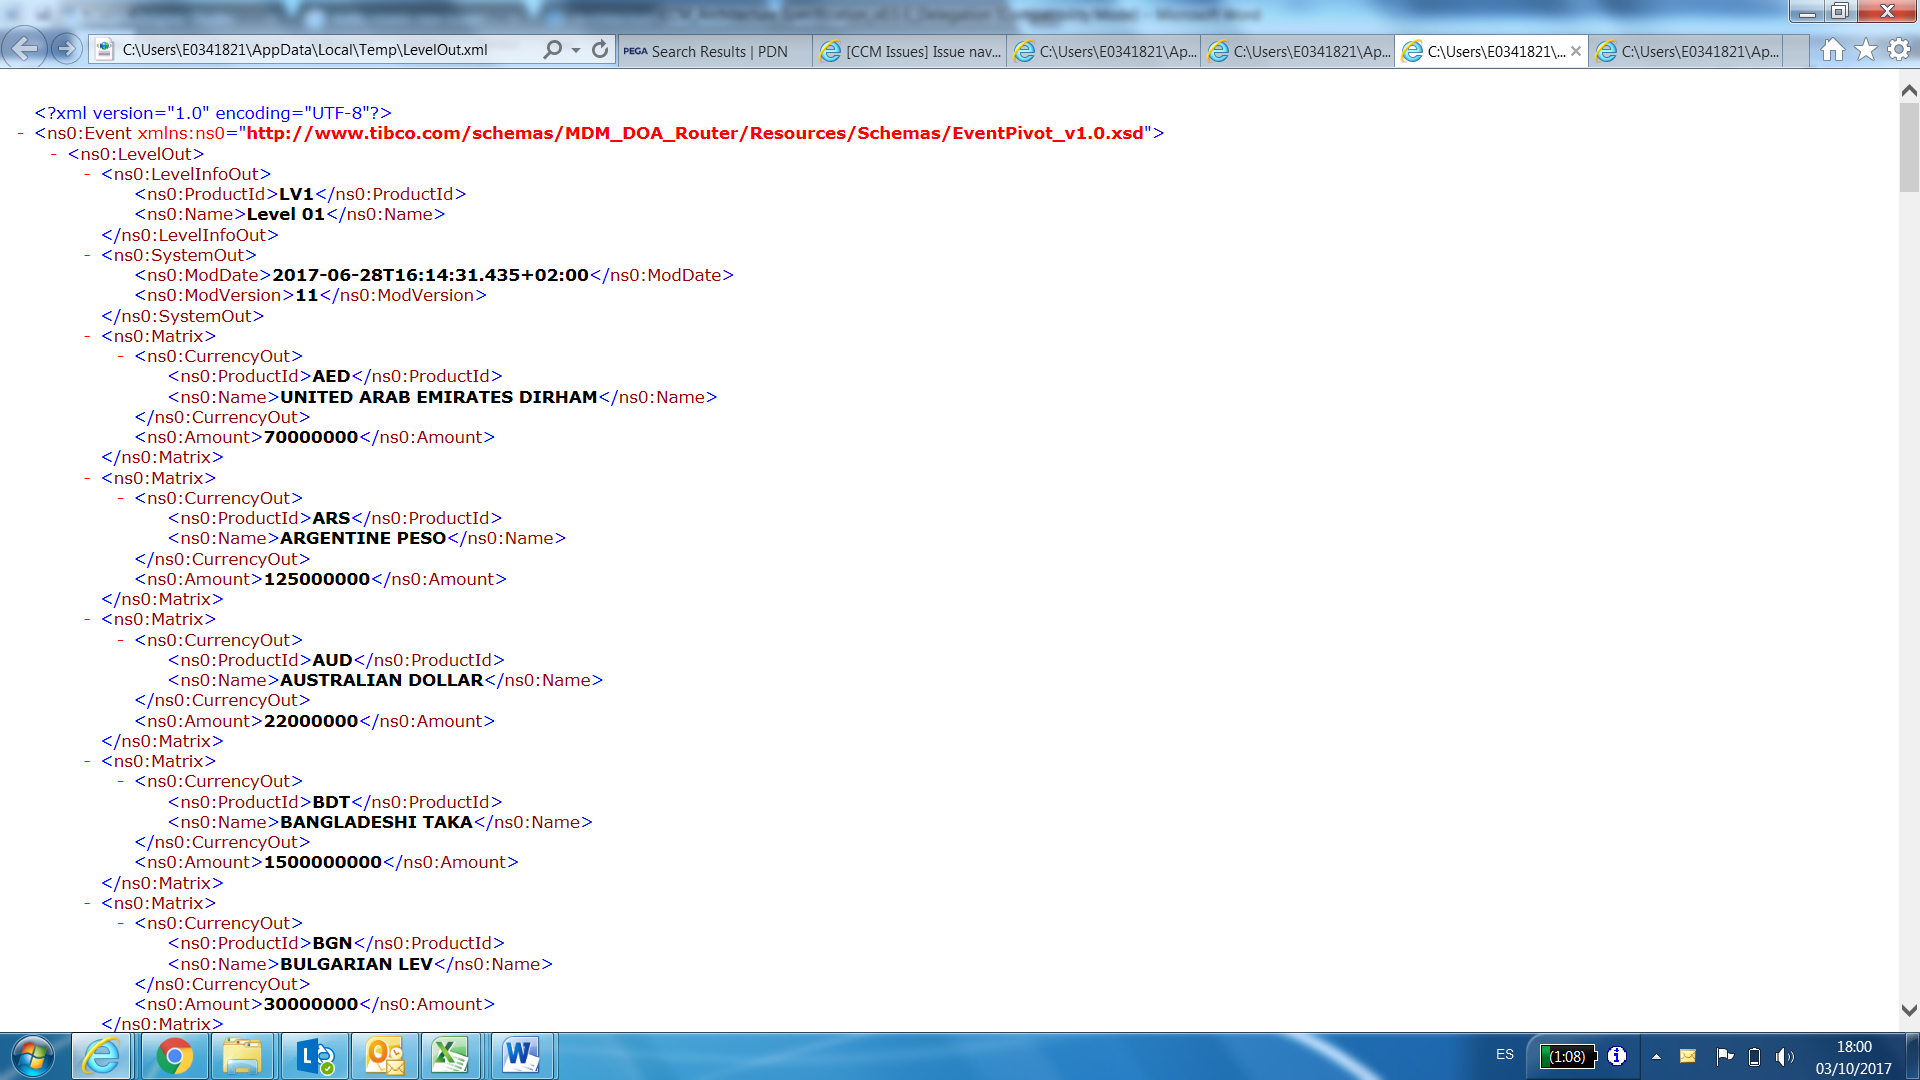 C:\Users\E0341821\AppData\Local\Temp\LevelOut.xml
PEGA Search Results | PDN
[CCM Issues] Issue nav...
C:\Users\E0341821\Ap...
C:\Users\E0341821\Ap...
C:\Users\E0341821\...
C:\Users\E0341821\Ap...
<?xml version="1.0" encoding="UTF-8"?>
- <ns0:Event xmlns:ns0="http://www.tibco.com/schemas/MDM_DOA_Router/Resources/Schemas/EventPivot_v1.0.xsd">
- <ns0:LevelOut>
- <ns0:LevelInfoOut>
<ns0:ProductId>LV1</ns0:ProductId>
<ns0:Name>Level 01</ns0:Name>
</ns0:LevelInfoOut>
- <ns0:SystemOut>
<ns0:ModDate>2017-06-28T16:14:31.435+02:00</ns0:ModDate>
<ns0:ModVersion>11</ns0:ModVersion>
</ns0:SystemOut>
- <ns0:Matrix>
- <ns0:CurrencyOut>
<ns0:ProductId>AED</ns0:ProductId>
<ns0:Name>UNITED ARAB EMIRATES DIRHAM</ns0:Name>
</ns0:CurrencyOut>
<ns0:Amount>70000000</ns0:Amount>
</ns0:Matrix>
- <ns0:Matrix>
- <ns0:CurrencyOut>
<ns0:ProductId>ARS</ns0:ProductId>
<ns0:Name>ARGENTINE PESO</ns0:Name>
</ns0:CurrencyOut>
<ns0:Amount>125000000</ns0:Amount>
</ns0:Matrix>
- <ns0:Matrix>
- <ns0:CurrencyOut>
<ns0:ProductId>AUD</ns0:ProductId>
<ns0:Name>AUSTRALIAN DOLLAR</ns0:Name>
</ns0:CurrencyOut>
<ns0:Amount>22000000</ns0:Amount>
</ns0:Matrix>
- <ns0:Matrix>
- <ns0:CurrencyOut>
<ns0:ProductId>BDT</ns0:ProductId>
<ns0:Name>BANGLADESHI TAKA</ns0:Name>
</ns0:CurrencyOut>
<ns0:Amount>1500000000</ns0:Amount>
</ns0:Matrix>
- <ns0:Matrix>
- <ns0:CurrencyOut>
<ns0:ProductId>BGN</ns0:ProductId>
<ns0:Name>BULGARIAN LEV</ns0:Name>
</ns0:CurrencyOut>
<ns0:Amount>30000000</ns0:Amount>
</ns0:Matrix>
ES
(1:08)
18:00
03/10/2017